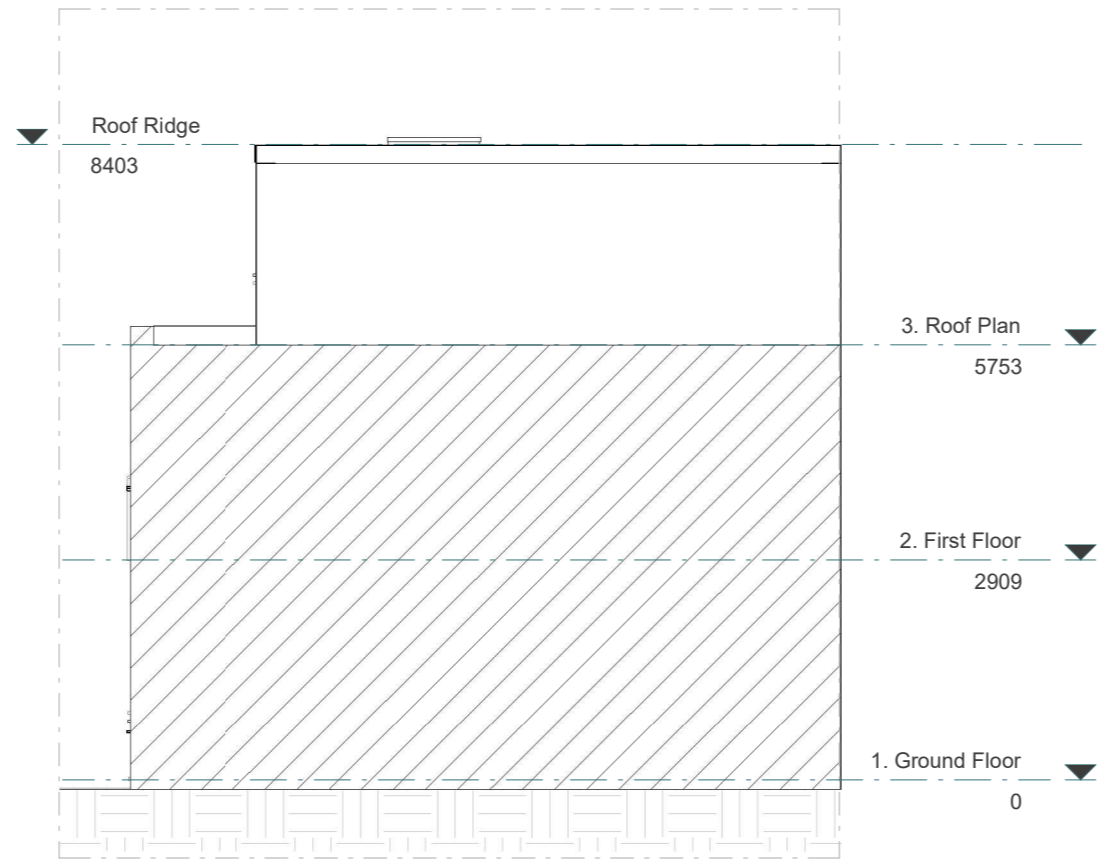 Roof Ridge
8403
3. Roof Plan
5753
2. First Floor
2909
1. Ground Floor
0